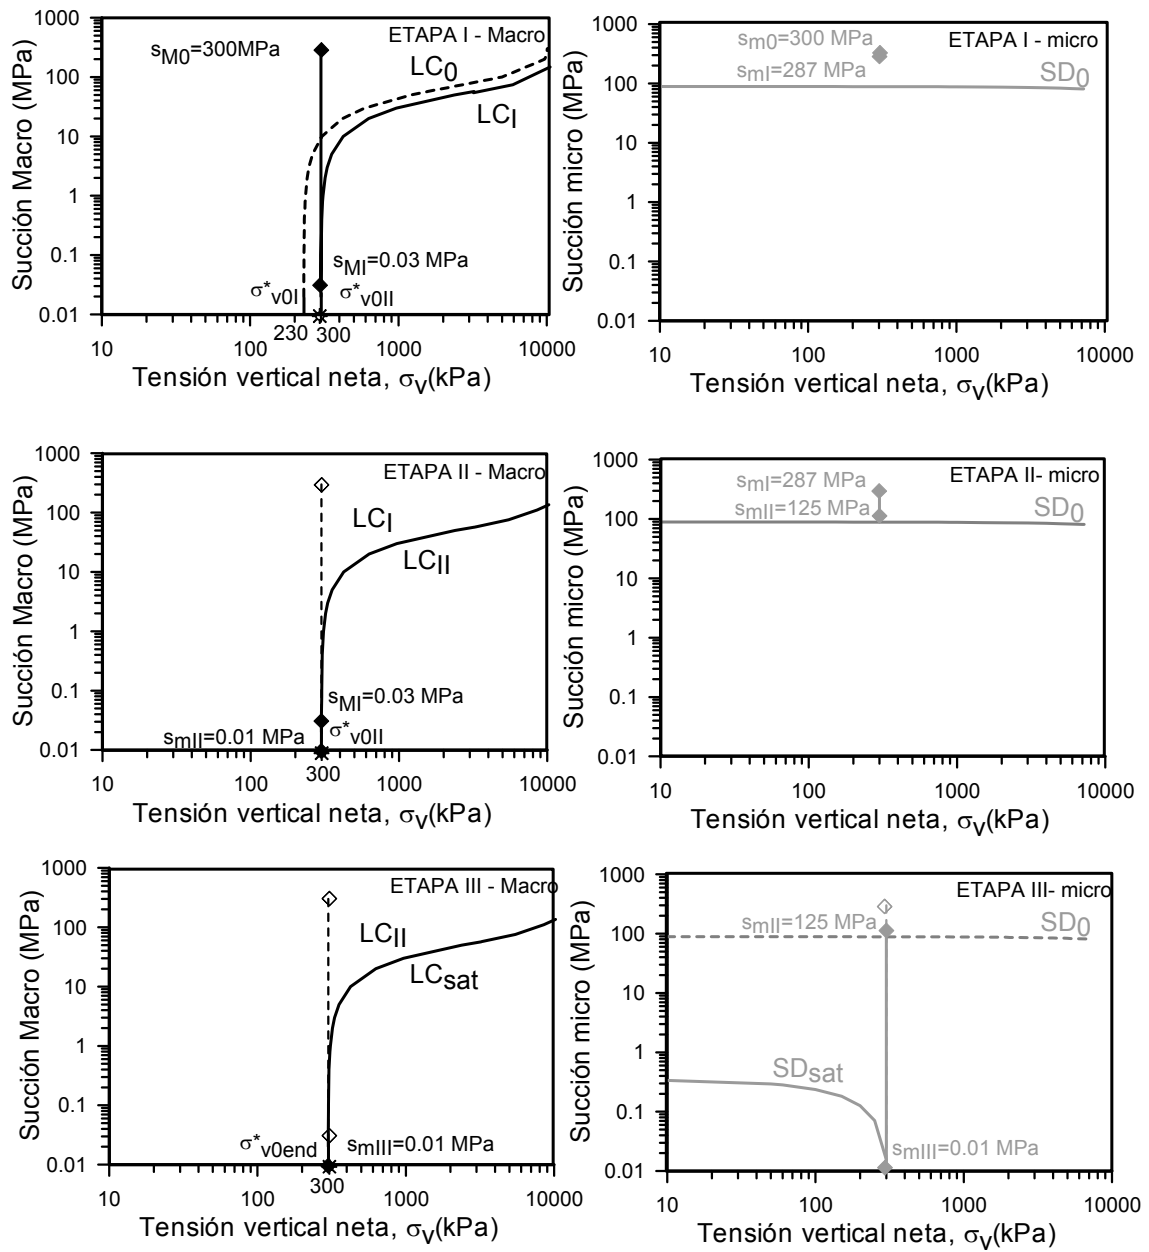 ETAPA I - Macro
Succión Macro (MPa)
1000
100
10
1
0.1
0.01
sM0=300MPa
LC0
LCI
sMI=0.03 MPa
σ*v0I
σ*v0II
230
300
10
100
1000
10000
Tensión vertical neta, σv(kPa)
ETAPA I - micro
Succión micro (MPa)
1000
100
10
1
0.1
0.01
sm0=300 MPa
smI=287 MPa
SD0
10
100
1000
10000
Tensión vertical neta, σv(kPa)
ETAPA II - Macro
Succión Macro (MPa)
1000
100
10
1
0.1
0.01
LCI
LCII
sMI=0.03 MPa
smII=0.01 MPa
σ*v0II
300
10
100
1000
10000
Tensión vertical neta, σv(kPa)
ETAPA II- micro
Succión micro (MPa)
1000
100
10
1
0.1
0.01
smI=287 MPa
smII=125 MPa
SD0
10
100
1000
10000
Tensión vertical neta, σv(kPa)
ETAPA III - Macro
Succión Macro (MPa)
1000
100
10
1
0.1
0.01
LCII
LCsat
σ*v0end
smIII=0.01 MPa
300
10
100
1000
10000
Tensión vertical neta, σv(kPa)
ETAPA III- micro
Succión micro (MPa)
1000
100
10
1
0.1
0.01
smII=125 MPa
SD0
SDsat
smIII=0.01 MPa
10
100
1000
10000
Tensión vertical neta, σv(kPa)